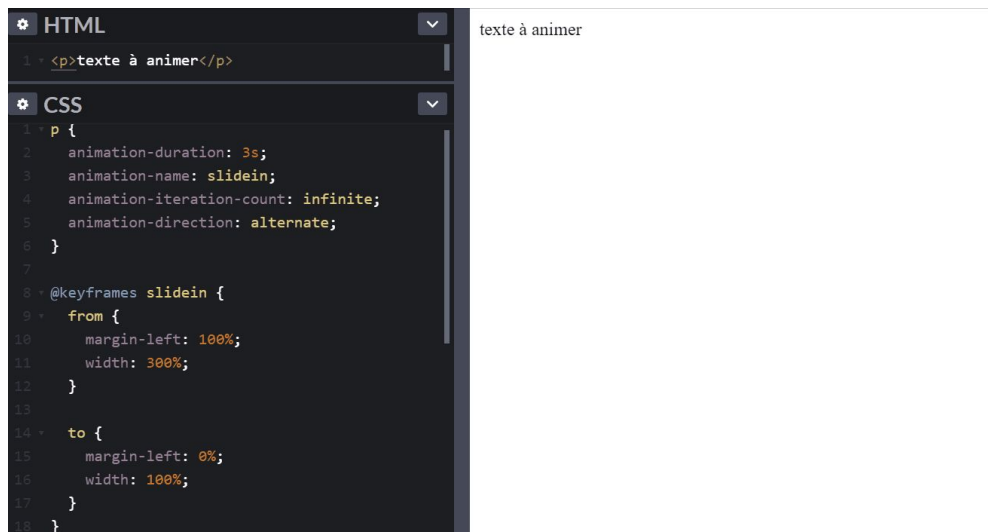 HTML
1 <p>texte à animer</p>
CSS
1 p {
2 animation-duration: 3s;
3 animation-name: slidein;
4 animation-iteration-count: infinite;
5 animation-direction: alternate;
6 }
7
8 @keyframes slidein {
9 from {
10 margin-left: 100%;
11 width: 300%;
12 }
13
14 to {
15 margin-left: 0%;
16 width: 100%;
17 }
18 }
texte à animer